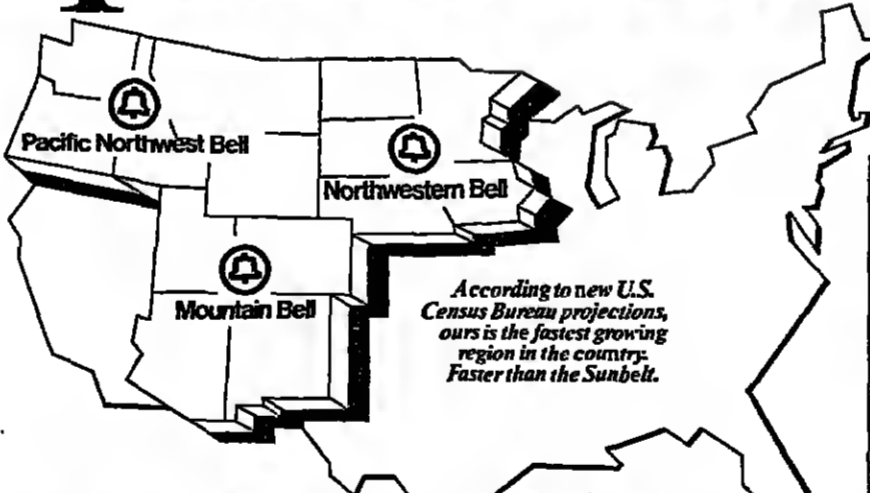 Pacific Northwest Bell
Northwestern Bell
Mountain Bell
According to new U.S.
Census Bureau projections,
ours is the fastest growing
region in the country.
Faster than the Sunbelt.